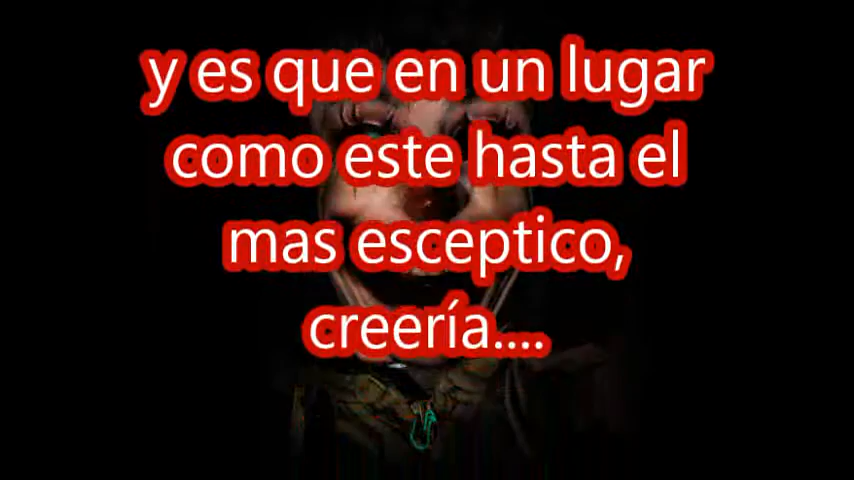 y es que en un lugar
como este hasta el
mas esceptico,
creería....